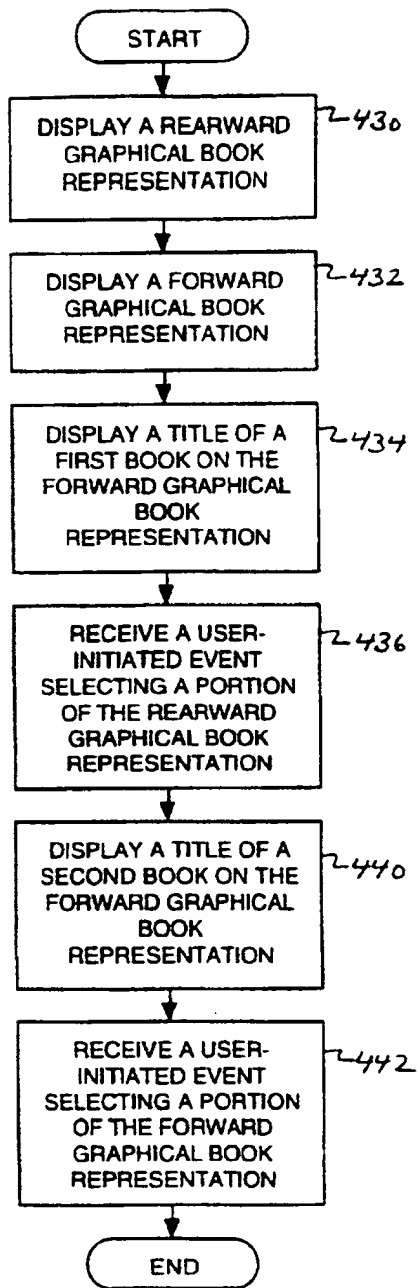 START
DISPLAY A REARWARD
GRAPHICAL BOOK
REPRESENTATION
430
DISPLAY A FORWARD
GRAPHICAL BOOK
REPRESENTATION
432
DISPLAY A TITLE OF A
FIRST BOOK ON THE
FORWARD GRAPHICAL
BOOK
REPRESENTATION
434
RECEIVE A USER-
INITIATED EVENT
SELECTING A PORTION
OF THE REARWARD
GRAPHICAL BOOK
REPRESENTATION
436
DISPLAY A TITLE OF A
SECOND BOOK ON THE
FORWARD GRAPHICAL
BOOK
REPRESENTATION
440
RECEIVE A USER-
INITIATED EVENT
SELECTING A PORTION
OF THE FORWARD
GRAPHICAL BOOK
REPRESENTATION
442
END